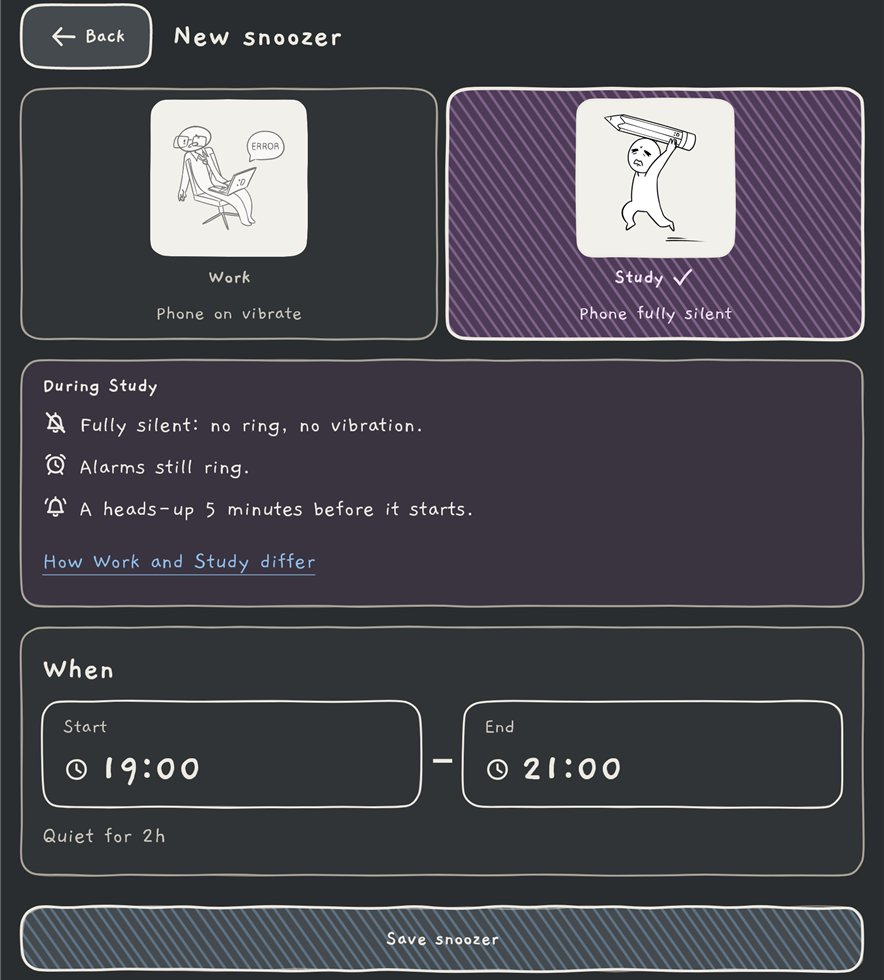 Back
New snoozer
ERROR
:D
Work
Phone on vibrate
Study
Phone fully silent
During Study
Fully silent: no ring, no vibration.
Alarms still ring.
A heads-up 5 minutes before it starts.
How Work and Study differ
When
Start
19:00
–
End
21:00
Quiet for 2h
Save snoozer